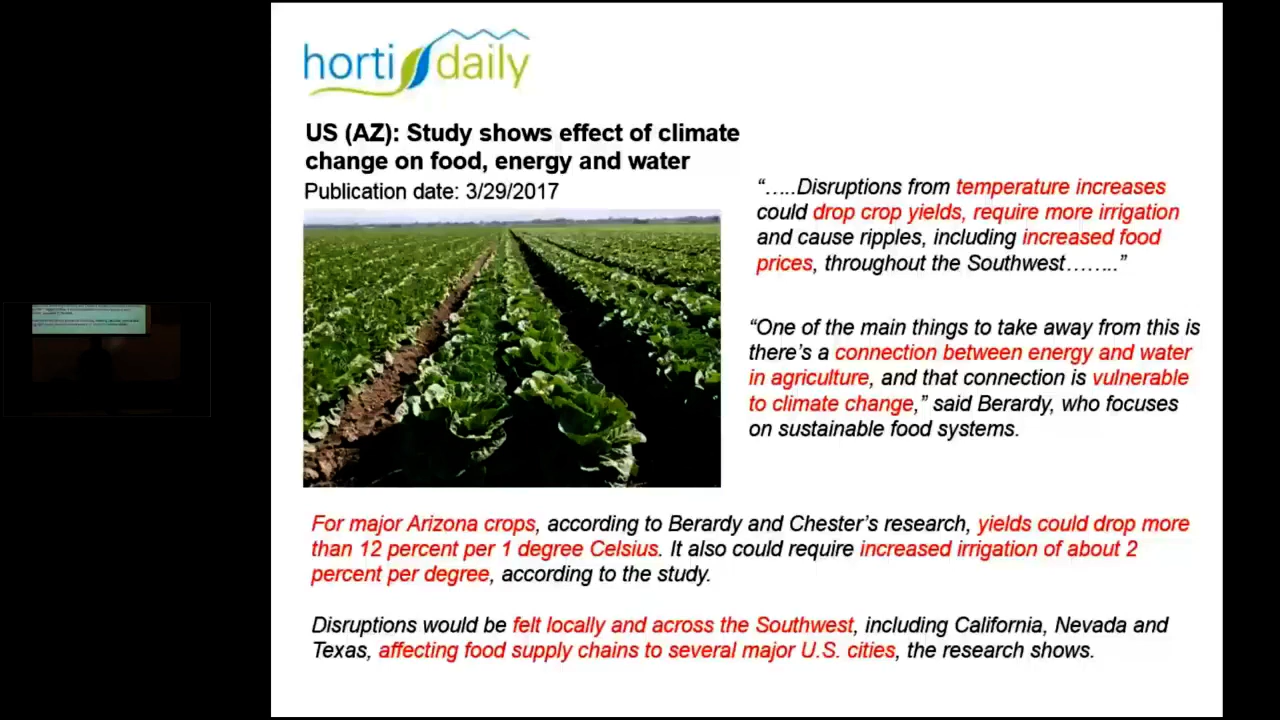 horti daily
US (AZ): Study shows effect of climate
change on food, energy and water
Publication date: 3/29/2017
“…..Disruptions from temperature increases
could drop crop yields, require more irrigation
and cause ripples, including increased food
prices, throughout the Southwest……..”
“One of the main things to take away from this is
there’s a connection between energy and water
in agriculture, and that connection is vulnerable
to climate change,” said Berardy, who focuses
on sustainable food systems.
For major Arizona crops, according to Berardy and Chester’s research, yields could drop more
than 12 percent per 1 degree Celsius. It also could require increased irrigation of about 2
percent per degree, according to the study.
Disruptions would be felt locally and across the Southwest, including California, Nevada and
Texas, affecting food supply chains to several major U.S. cities, the research shows.